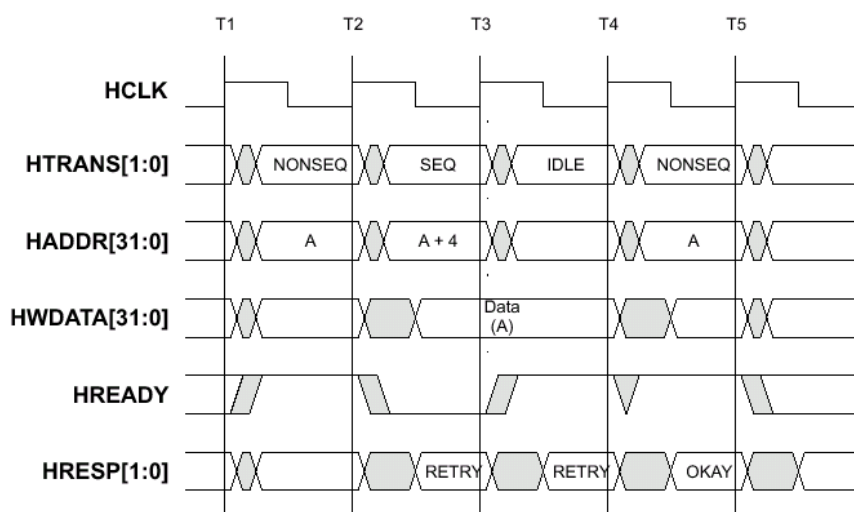 T1 T2 T3 T4 T5
HCLK
HTRANS[1:0] NONSEQ SEQ IDLE NONSEQ
HADDR[31:0] A A + 4 A
HWDATA[31:0] Data
(A)
HREADY
HRESP[1:0] RETRY RETRY OKAY